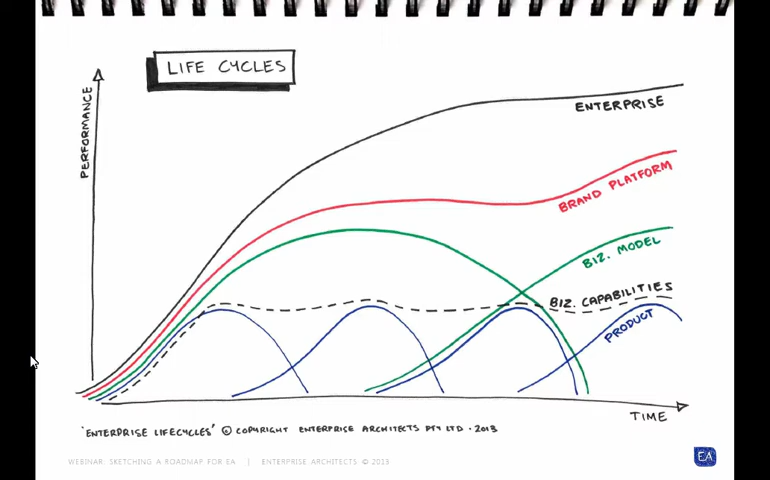 LIFE CYCLES
PERFORMANCE
ENTERPRISE
BRAND PLATFORM
BIZ. MODEL
BIZ. CAPABILITIES
PRODUCT
TIME
"ENTERPRISE LIFECYCLES" © COPYRIGHT ENTERPRISE ARCHITECTS PTY LTD · 2013
WEBINAR: SKETCHING A ROADMAP FOR EA | ENTERPRISE ARCHITECTS © 2013
EA